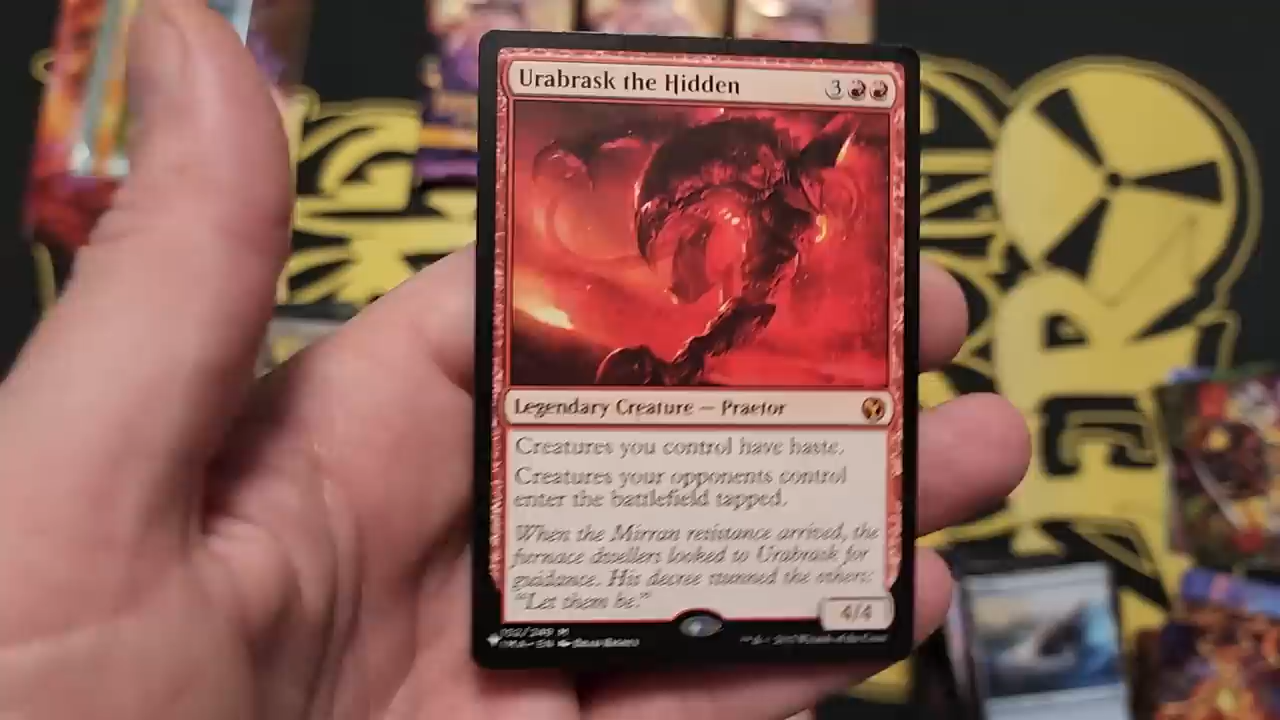 Urabrask the Hidden 3
Legendary Creature — Praetor
Creatures you control have haste.
Creatures your opponents control
enter the battlefield tapped.
When the Mirran resistance arrived, the
furnace dwellers looked to Urabrask for
guidance. His decree stunned the others:
"Let them be."
4/4